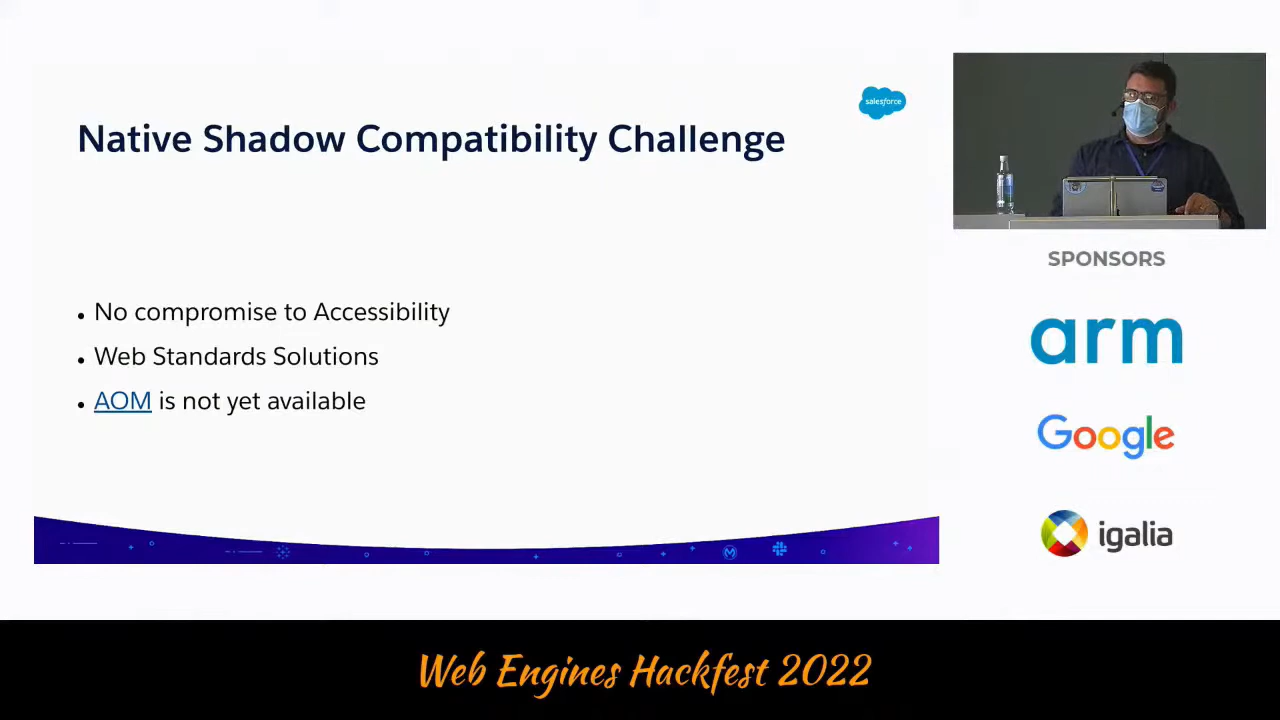 salesforce
Native Shadow Compatibility Challenge
No compromise to Accessibility
Web Standards Solutions
AOM is not yet available
SPONSORS
arm
Google
igalia
Web Engines Hackfest 2022